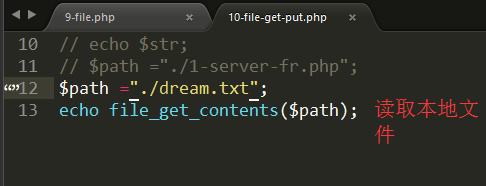 9-file.php × 10-file-get-put.php ×
10 // echo $str;
11 // $path ="./1-server-fr.php";
12 $path ="./dream.txt";
13 echo file_get_contents($path); 读取本地文
件